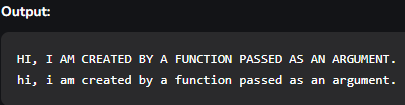 Output:
HI, I AM CREATED BY A FUNCTION PASSED AS AN ARGUMENT.
hi, i am created by a function passed as an argument.